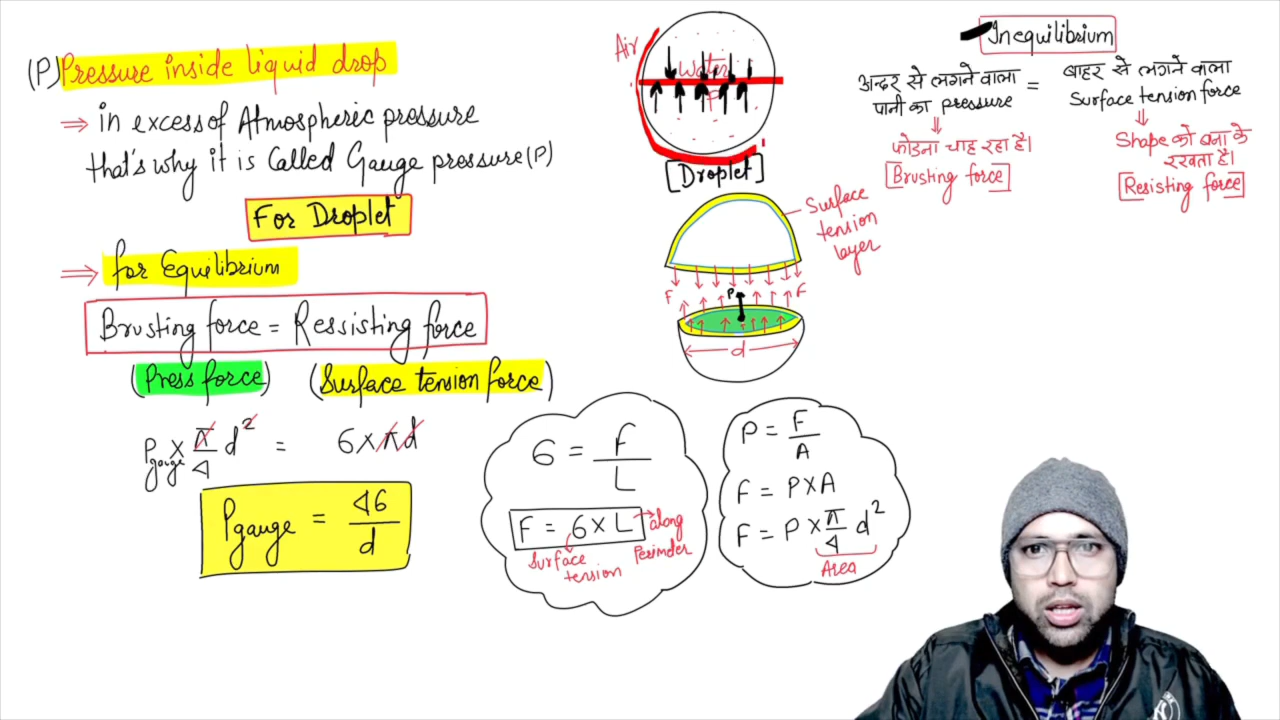 (P) Pressure inside liquid drop
⇒ in excess of Atmospheric pressure
that's why it is Called Gauge pressure (P)
For Droplet
⇒ for Equilibrium
Brusting force = Ressisting force
(Press force) (Surface tension force)
Pgauge × π/4 d² = 6 × πd
Pgauge = 46/d
Air
Water
P
[Droplet]
Surface
tension
layer
F
P
F
d
6 = F/L
F = 6 × L → along
Perimder
Surface
tension
P = F/A
F = P × A
F = P × π/4 d²
Area
Inequilibrium
अन्दर से लगने वाला = बाहर से लगने वाला
पानी का pressure Surface tension force
⇓ ⇓
फोडना चाह रहा है। Shape को बना के
रखता है।
[Brusting force] [Resisting force]